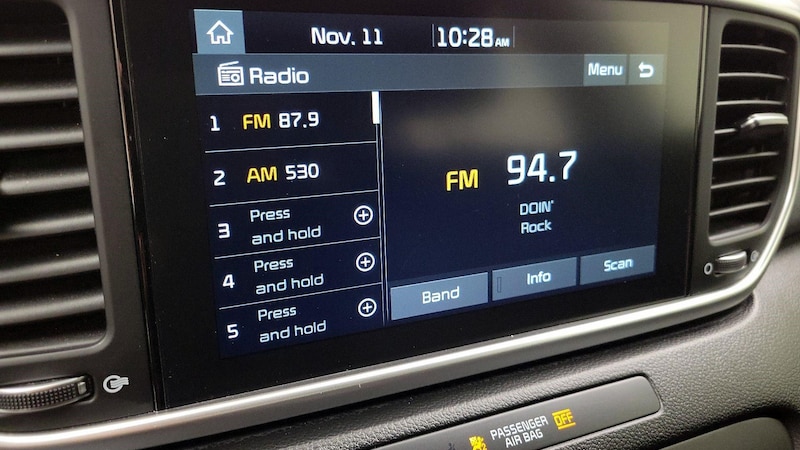 Nov. 11 10:28 AM
Radio Menu
1 FM 87.9
2 AM 530
3 Press
and hold
4 Press
and hold
5 Press
and hold
FM 94.7
DOIN'
Rock
Band Info Scan
PASSENGER OFF
AIR BAG